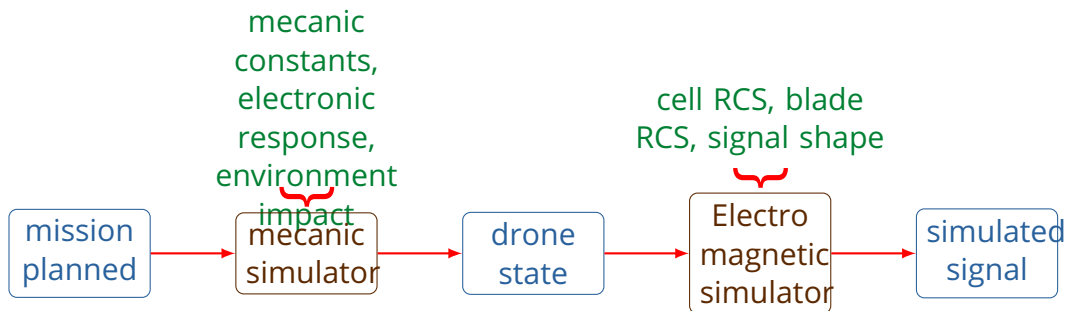 mecanic
constants,
electronic
response,
environment
impact
cell RCS, blade
RCS, signal shape
mission
planned
mecanic
simulator
drone
state
Electro
magnetic
simulator
simulated
signal